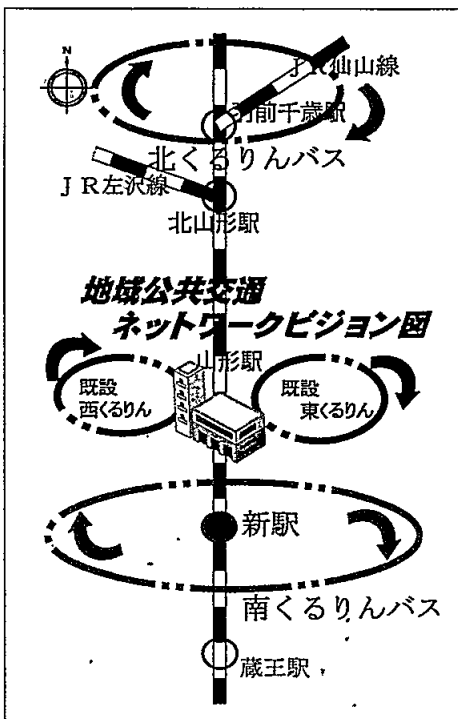 N
JR仙山線
羽前千歳駅
北くるりんバス
JR左沢線
北山形駅
地域公共交通
ネットワークビジョン図
山形駅
既設
西くるりん
既設
東くるりん
新駅
南くるりんバス
蔵王駅